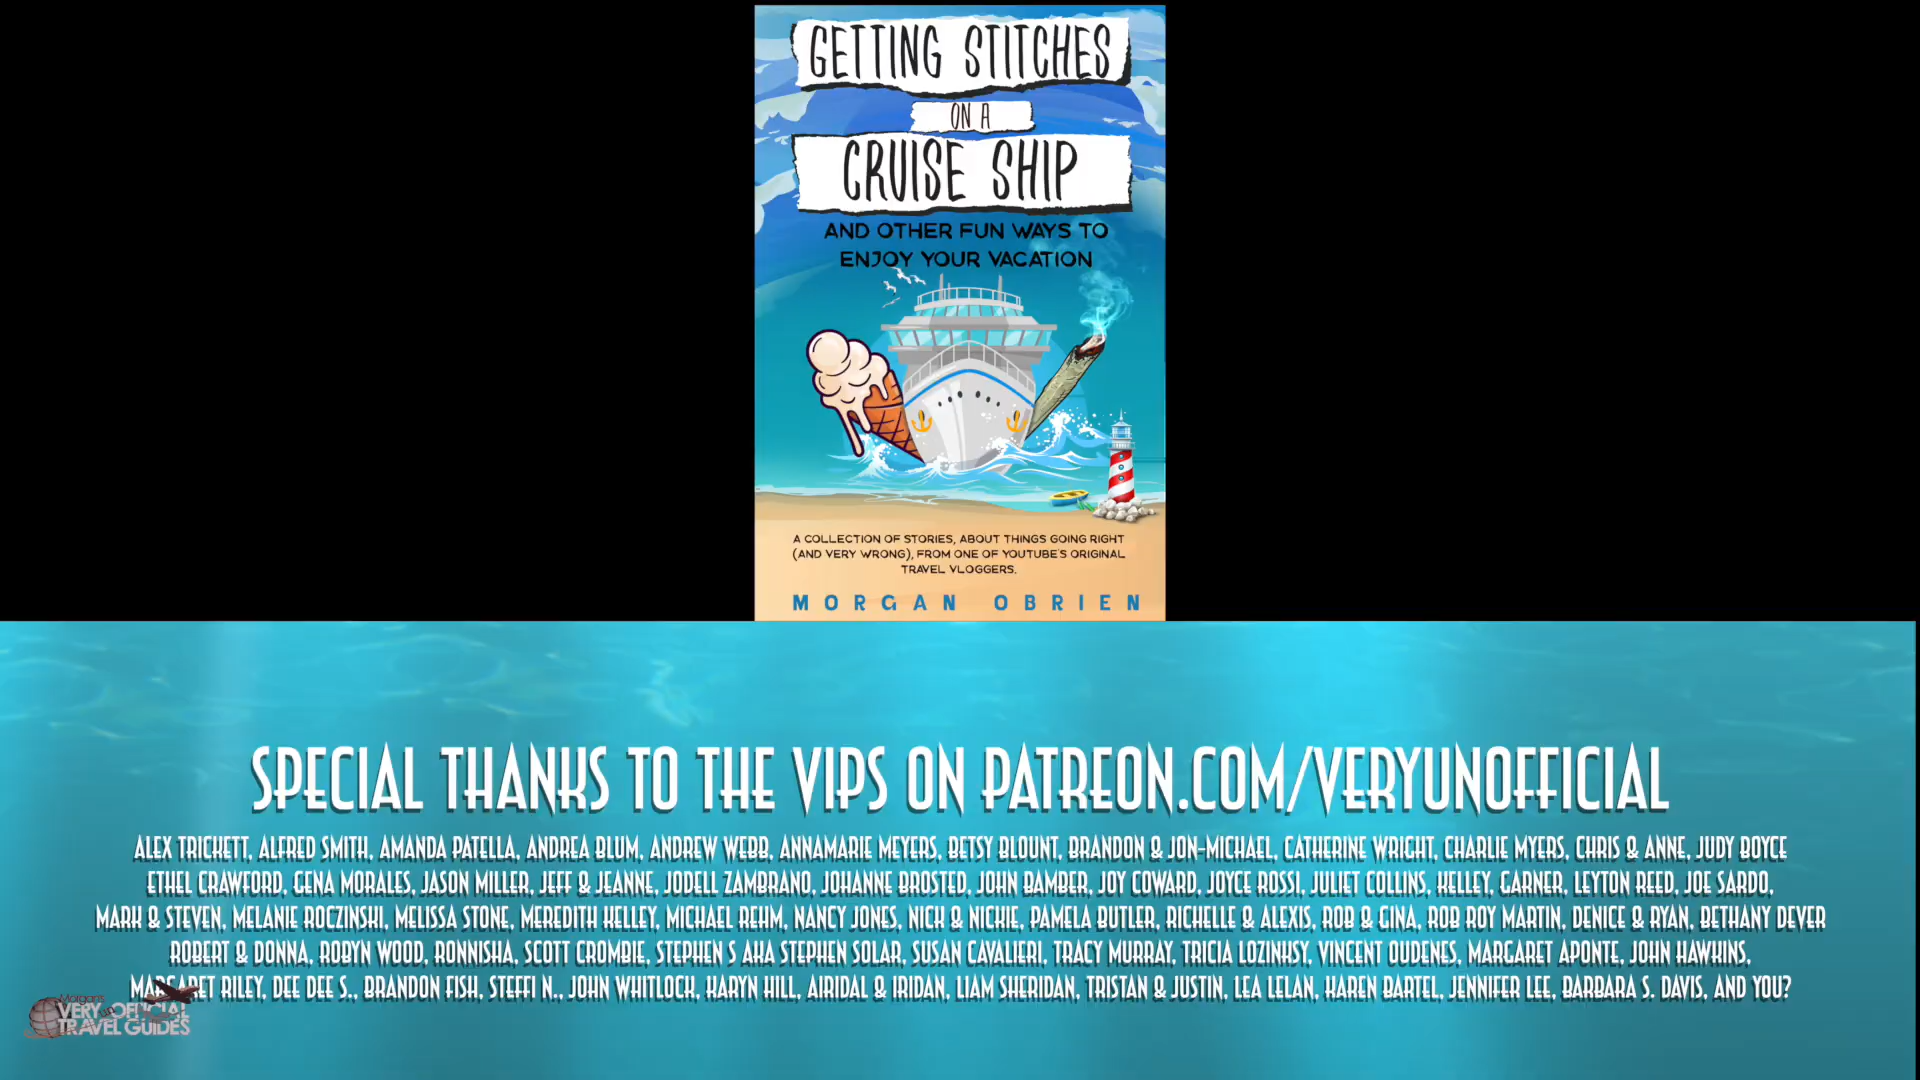 GETTING STITCHES
ON A
CRUISE SHIP
AND OTHER FUN WAYS TO
ENJOY YOUR VACATION
A COLLECTION OF STORIES, ABOUT THINGS GOING RIGHT
(AND VERY WRONG), FROM ONE OF YOUTUBE'S ORIGINAL
TRAVEL VLOGGERS.
MORGAN OBRIEN
SPECIAL THANKS TO THE VIPS ON PATREON.COM/VERYUNOFFICIAL
ALEX TRICKETT, ALFRED SMITH, AMANDA PATELLA, ANDREA BLUM, ANDREW WEBB, ANNAMARIE MEYERS, BETSY BLOUNT, BRANDON & JON-MICHAEL, CATHERINE WRIGHT, CHARLIE MYERS, CHRIS & ANNE, JUDY BOYCE
ETHEL CRAWFORD, GENA MORALES, JASON MILLER, JEFF & JEANNE, JODELL ZAMBRANO, JOHANNE BROSTED, JOHN BAMBER, JOY COWARD, JOYCE ROSSI, JULIET COLLINS, KELLEY, GARNER, LEYTON REED, JOE SARDO,
MARK & STEVEN, MELANIE ROCZINSKI, MELISSA STONE, MEREDITH KELLEY, MICHAEL REHM, NANCY JONES, NICH & NICKIE, PAMELA BUTLER, RICHELLE & ALEXIS, ROB & GINA, ROB ROY MARTIN, DENICE & RYAN, BETHANY DEVER
ROBERT & DONNA, ROBYN WOOD, RONNISHA, SCOTT CROMBIE, STEPHEN S AKA STEPHEN SOLAR, SUSAN CAVALIERI, TRACY MURRAY, TRICIA LOZINKSY, VINCENT OUDENES, MARGARET APONTE, JOHN HAWKINS,
MARGARET RILEY, DEE DEE S., BRANDON FISH, STEFFI N., JOHN WHITLOCK, KARYN HILL, AIRIDAL & IRIDAN, LIAM SHERIDAN, TRISTAN & JUSTIN, LEA LELAN, KAREN BARTEL, JENNIFER LEE, BARBARA S. DAVIS, AND YOU?
Morgan's
VERY unOFFICIAL
TRAVEL GUIDES